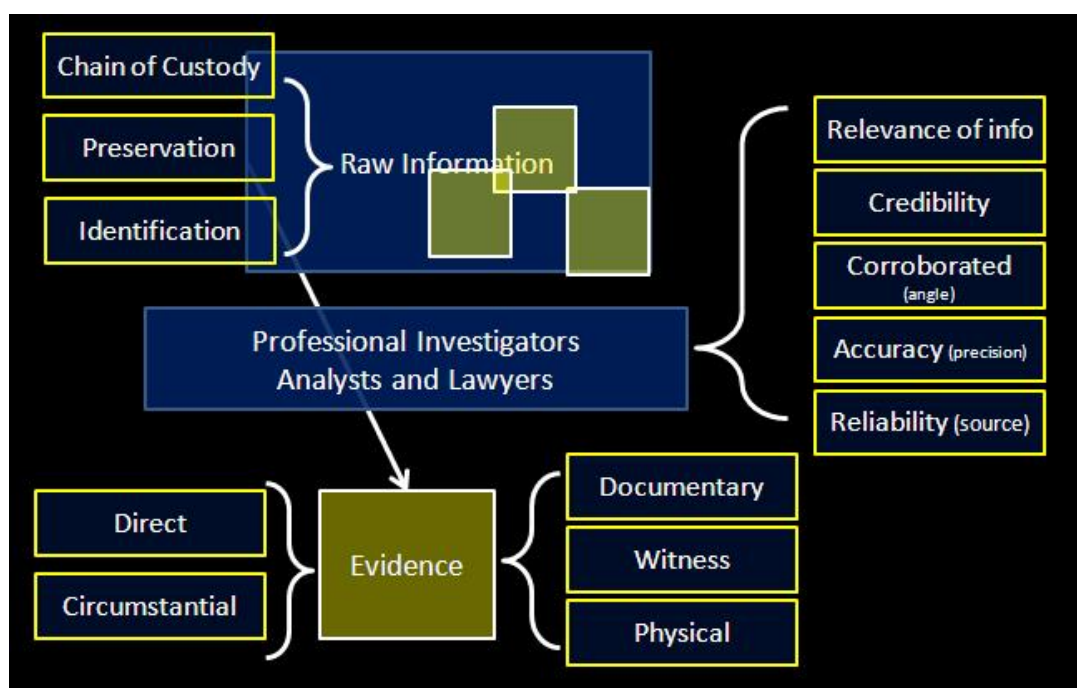 Chain of Custody
Preservation
Identification
Raw Information
Relevance of info
Credibility
Corroborated
(angle)
Accuracy (precision)
Reliability (source)
Professional Investigators
Analysts and Lawyers
Direct
Circumstantial
Evidence
Documentary
Witness
Physical